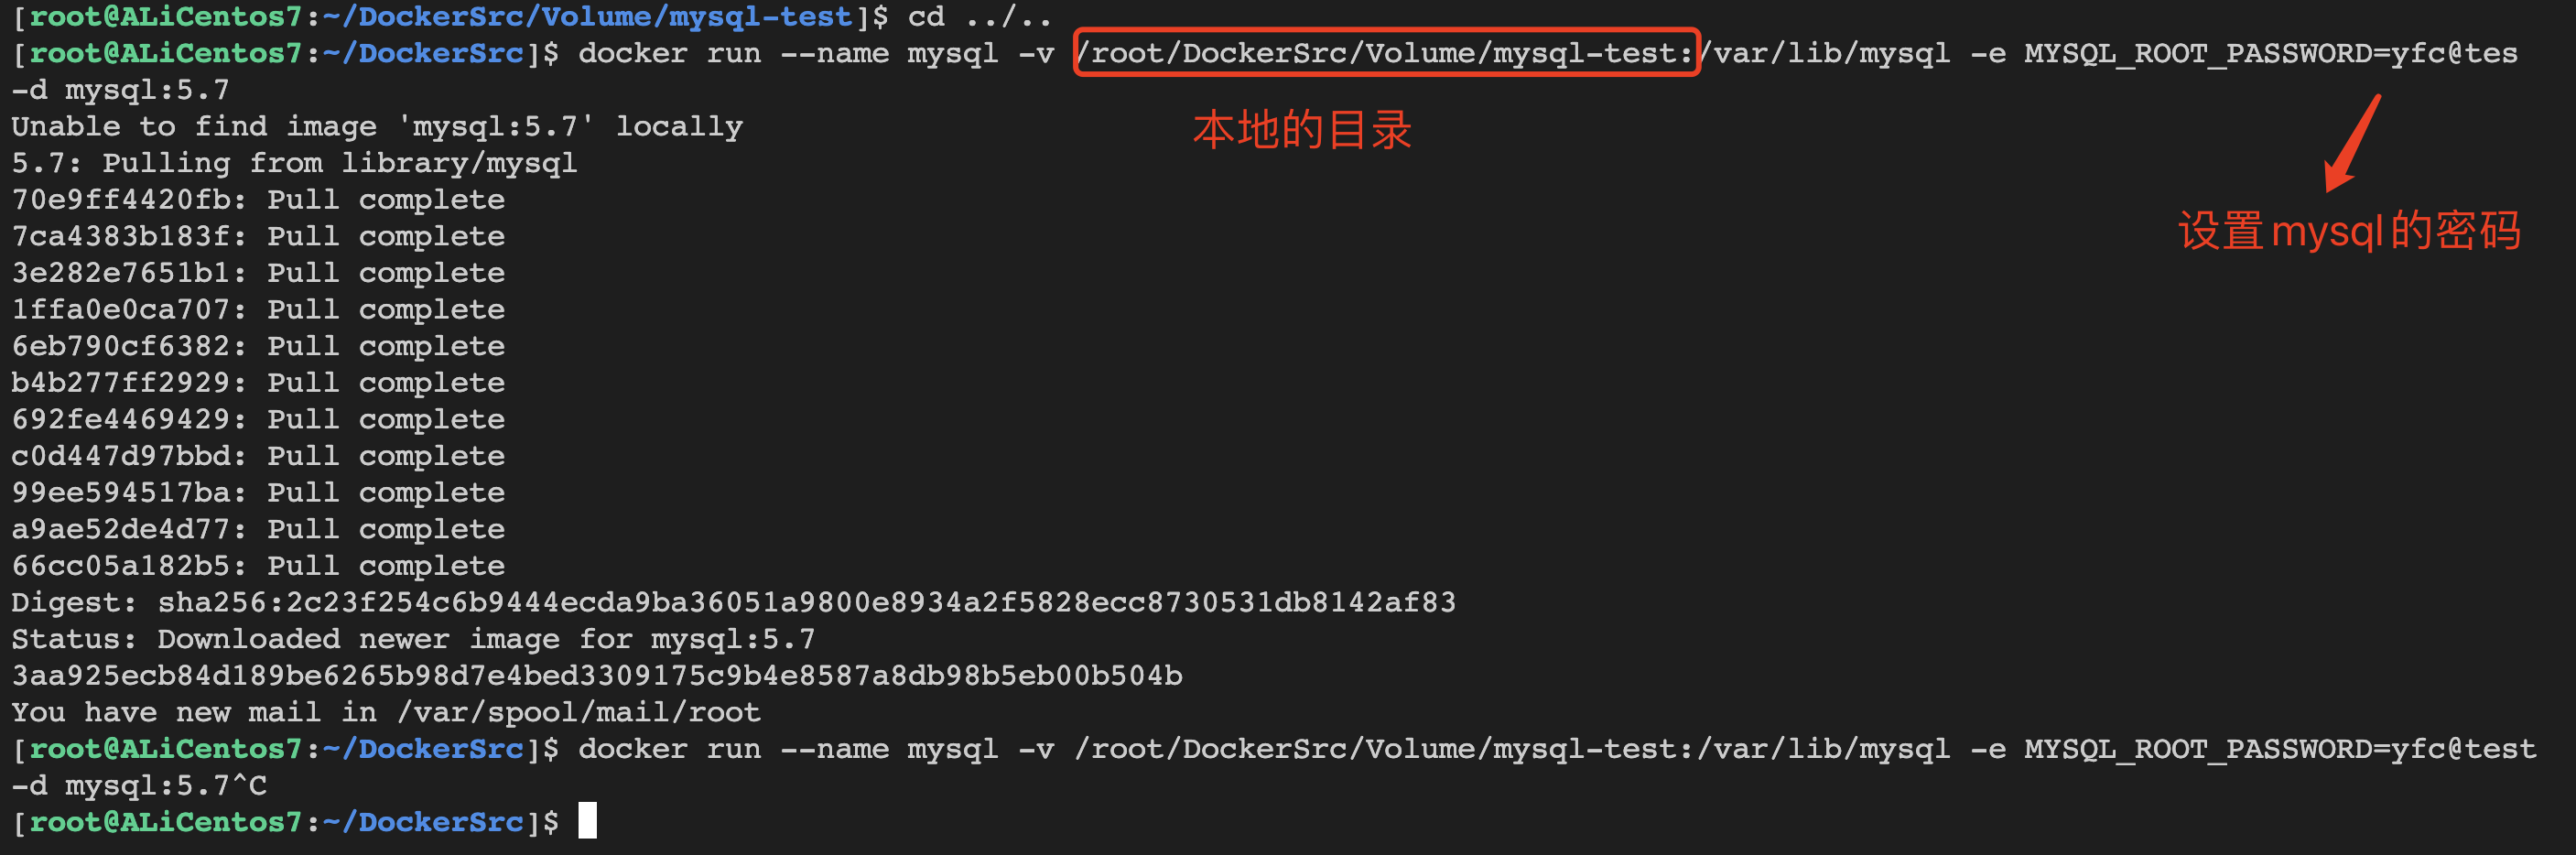 [root@ALiCentos7:~/DockerSrc/Volume/mysql-test]$ cd ../..
[root@ALiCentos7:~/DockerSrc]$ docker run --name mysql -v /root/DockerSrc/Volume/mysql-test:/var/lib/mysql -e MYSQL_ROOT_PASSWORD=yfc@tes
-d mysql:5.7
Unable to find image 'mysql:5.7' locally
本地的目录
5.7: Pulling from library/mysql
70e9ff4420fb: Pull complete
7ca4383b183f: Pull complete
设置mysql的密码
3e282e7651b1: Pull complete
1ffa0e0ca707: Pull complete
6eb790cf6382: Pull complete
b4b277ff2929: Pull complete
692fe4469429: Pull complete
c0d447d97bbd: Pull complete
99ee594517ba: Pull complete
a9ae52de4d77: Pull complete
66cc05a182b5: Pull complete
Digest: sha256:2c23f254c6b9444ecda9ba36051a9800e8934a2f5828ecc8730531db8142af83
Status: Downloaded newer image for mysql:5.7
3aa925ecb84d189be6265b98d7e4bed3309175c9b4e8587a8db98b5eb00b504b
You have new mail in /var/spool/mail/root
[root@ALiCentos7:~/DockerSrc]$ docker run --name mysql -v /root/DockerSrc/Volume/mysql-test:/var/lib/mysql -e MYSQL_ROOT_PASSWORD=yfc@test
-d mysql:5.7^C
[root@ALiCentos7:~/DockerSrc]$